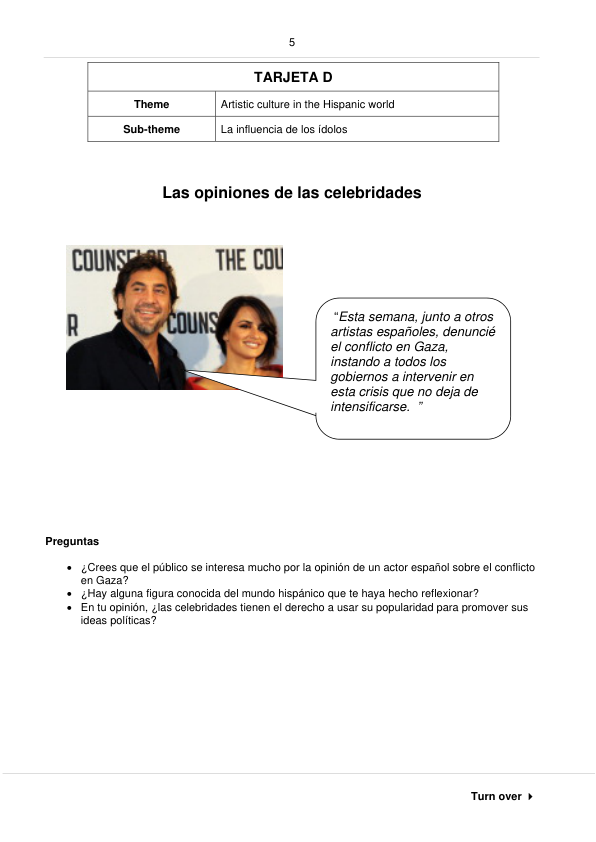 5
TARJETA D
Theme Artistic culture in the Hispanic world
Sub-theme La influencia de los ídolos
Las opiniones de las celebridades
COUNSELOR THE COU
R COUNS
“Esta semana, junto a otros
artistas españoles, denuncié
el conflicto en Gaza,
instando a todos los
gobiernos a intervenir en
esta crisis que no deja de
intensificarse. ”
Preguntas
• ¿Crees que el público se interesa mucho por la opinión de un actor español sobre el conflicto
en Gaza?
• ¿Hay alguna figura conocida del mundo hispánico que te haya hecho reflexionar?
• En tu opinión, ¿las celebridades tienen el derecho a usar su popularidad para promover sus
ideas políticas?
Turn over